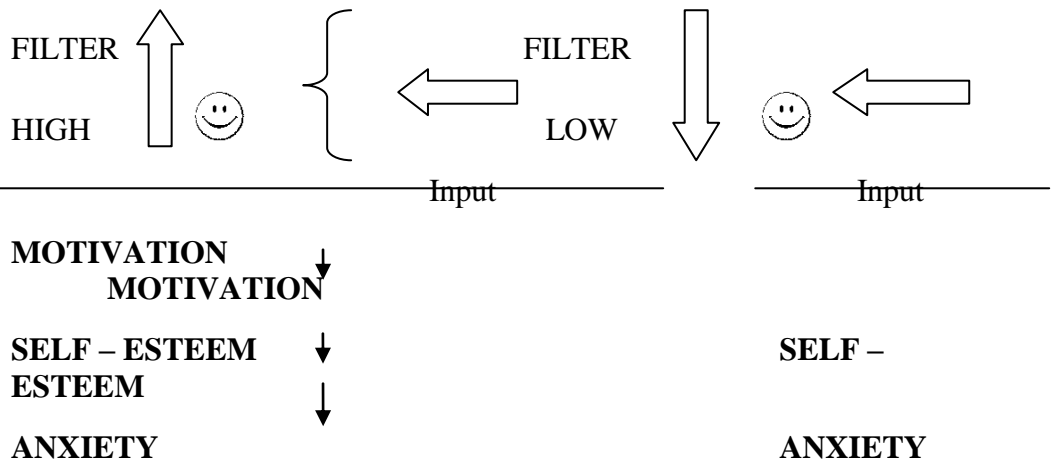 FILTER FILTER
HIGH LOW
Input Input
MOTIVATION
MOTIVATION
SELF – ESTEEM SELF –
ESTEEM
ANXIETY ANXIETY